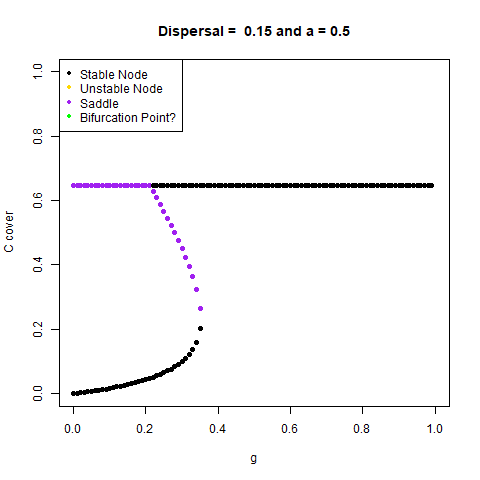 Dispersal =  0.15 and a = 0.5
Stable Node
Unstable Node
Saddle
Bifurcation Point?
C cover
1.0
0.8
0.6
0.4
0.2
0.0
0.0 0.2 0.4 0.6 0.8 1.0
g